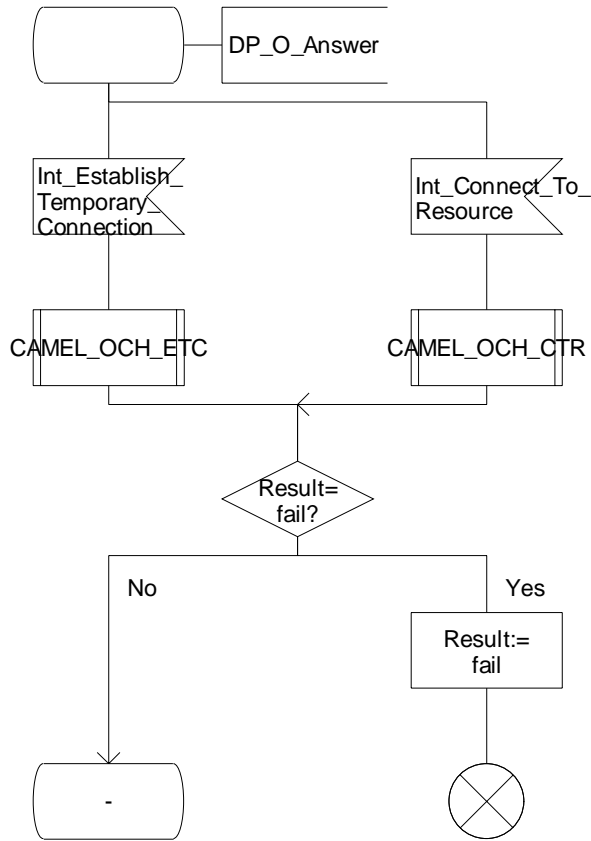 DP_O_Answer
Int_Establish_
Temporary_
Connection
Int_Connect_To_
Resource
CAMEL_OCH_ETC
CAMEL_OCH_CTR
Result=
fail?
No
Yes
Result:=
fail
-